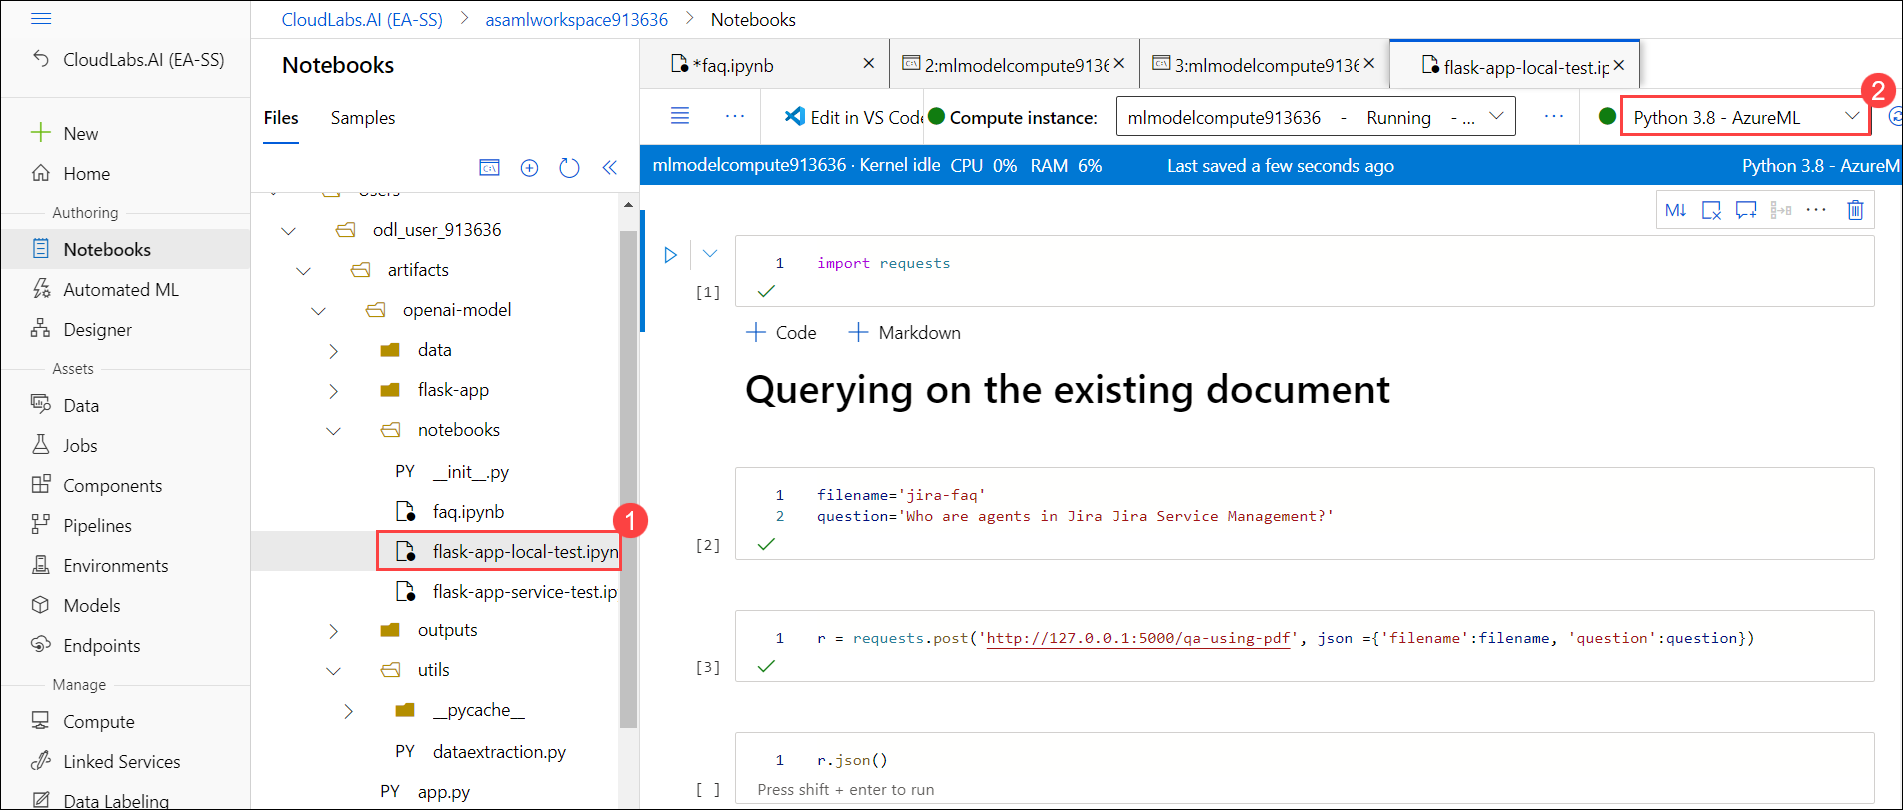 CloudLabs.AI (EA-SS) > asamlworkspace913636 > Notebooks
CloudLabs.AI (EA-SS)
New
Home
Authoring
Notebooks
Automated ML
Designer
Assets
Data
Jobs
Components
Pipelines
Environments
Models
Endpoints
Manage
Compute
Linked Services
Data Labeling
Notebooks
Files Samples
Users
odl_user_913636
artifacts
openai-model
data
flask-app
notebooks
PY __init__.py
faq.ipynb
1
flask-app-local-test.ipyn
flask-app-service-test.ip
outputs
utils
__pycache__
PY dataextraction.py
PY app.py
*faq.ipynb
2:mlmodelcompute913€
3:mlmodelcompute913€
flask-app-local-test.ip
Edit in VS Code
Compute instance:
mlmodelcompute913636 - Running - ...
Python 3.8 - AzureML
2
mlmodelcompute913636 · Kernel idle CPU 0% RAM 6% Last saved a few seconds ago Python 3.8 - AzureM
M↓
1 import requests
[1]
+ Code + Markdown
Querying on the existing document
1 filename='jira-faq'
2 question='Who are agents in Jira Jira Service Management?'
[2]
1 r = requests.post('http://127.0.0.1:5000/qa-using-pdf', json ={'filename':filename, 'question':question})
[3]
1 r.json()
[ ] Press shift + enter to run